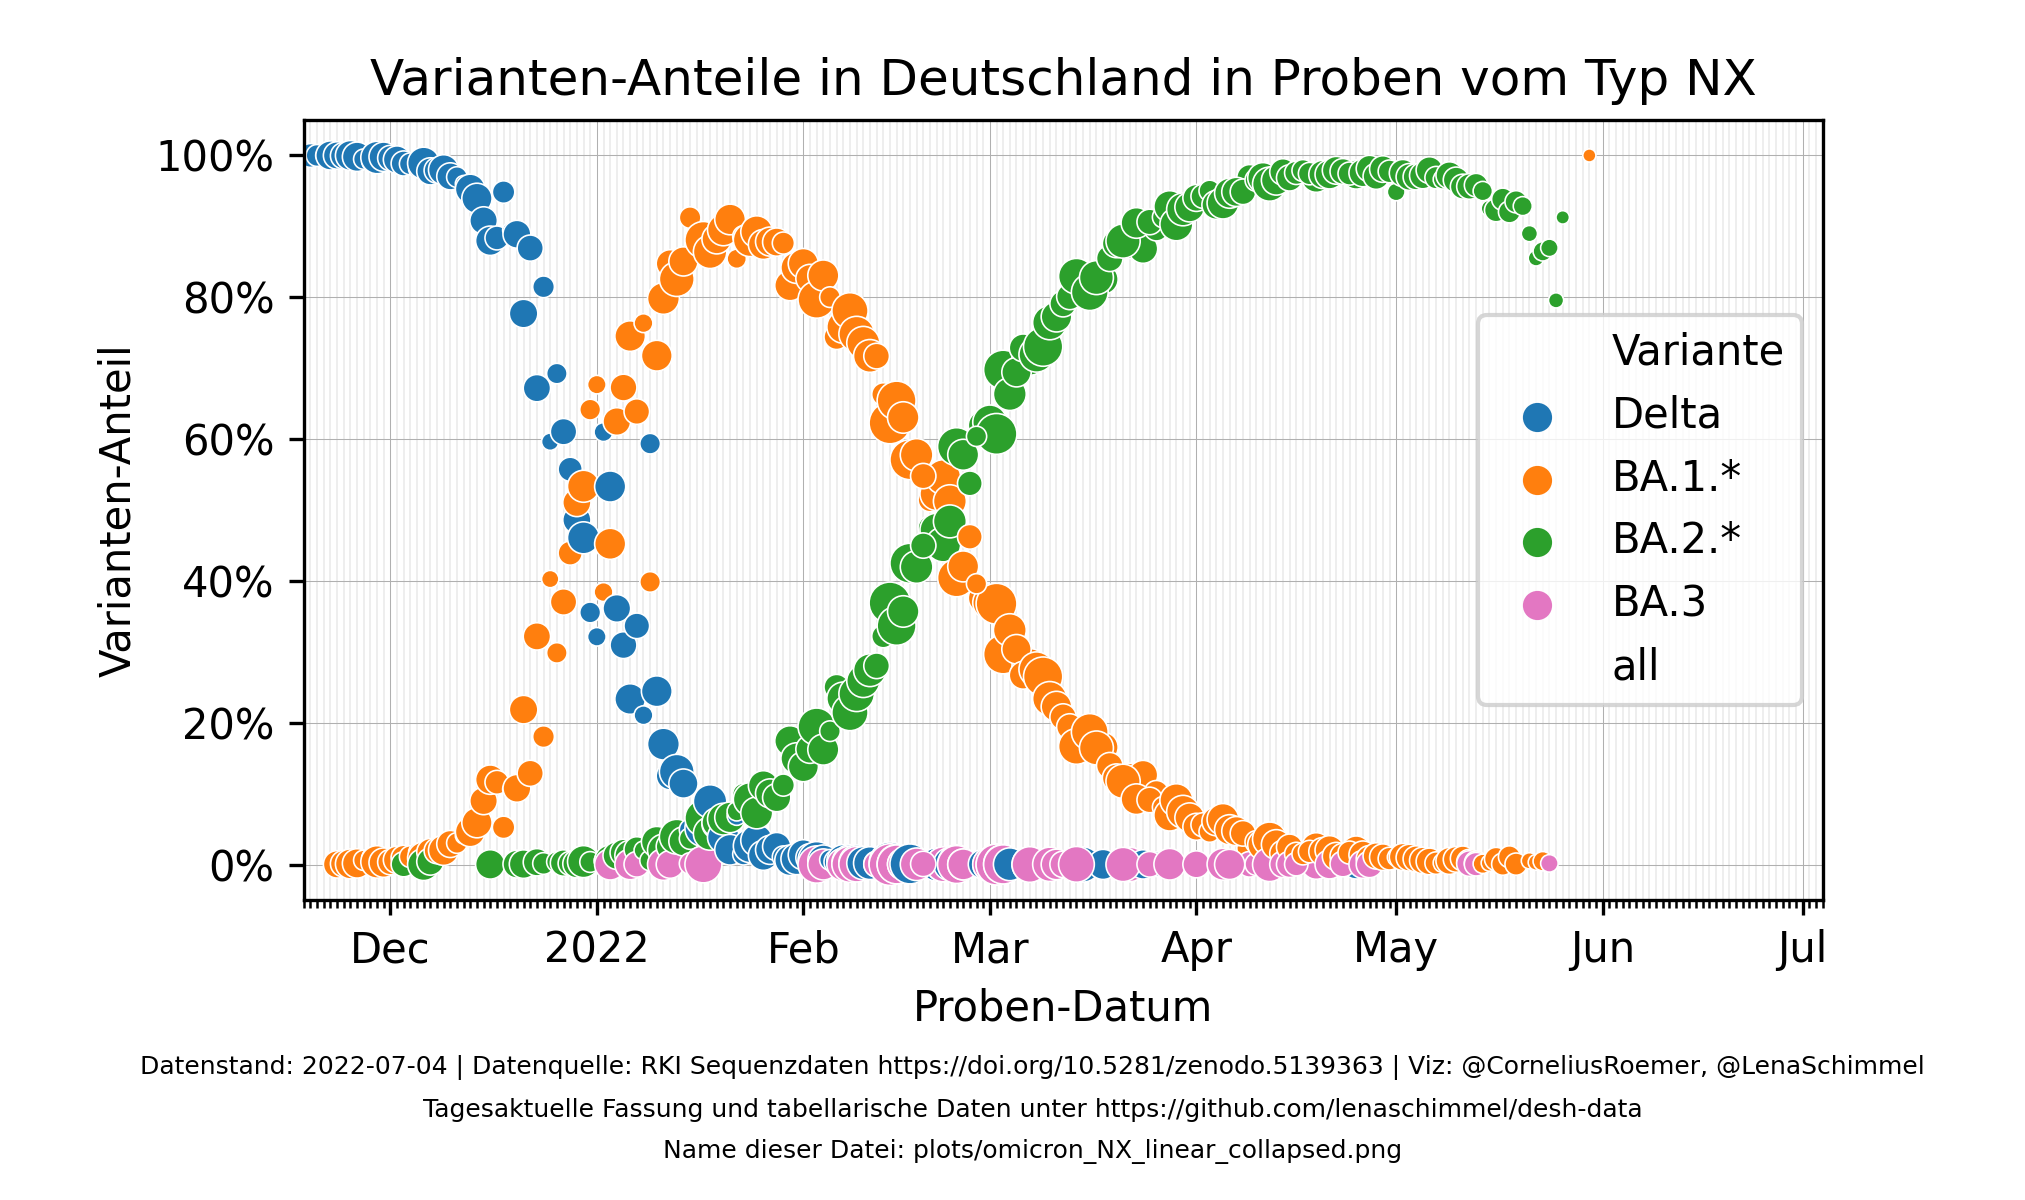 Varianten-Anteile in Deutschland in Proben vom Typ NX
100%
80%
60%
40%
20%
0%
Varianten-Anteil
Variante
Delta
BA.1.*
BA.2.*
BA.3
all
Dec 2022 Feb Mar Apr May Jun Jul
Proben-Datum
Datenstand: 2022-07-04 | Datenquelle: RKI Sequenzdaten https://doi.org/10.5281/zenodo.5139363 | Viz: @CorneliusRoemer, @LenaSchimmel
Tagesaktuelle Fassung und tabellarische Daten unter https://github.com/lenaschimmel/desh-data
Name dieser Datei: plots/omicron_NX_linear_collapsed.png